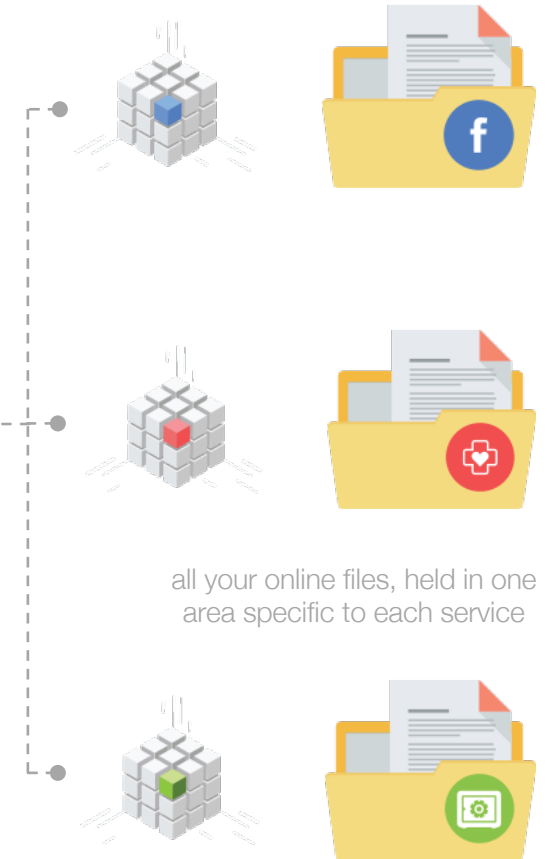 f
all your online files, held in one
area specific to each service